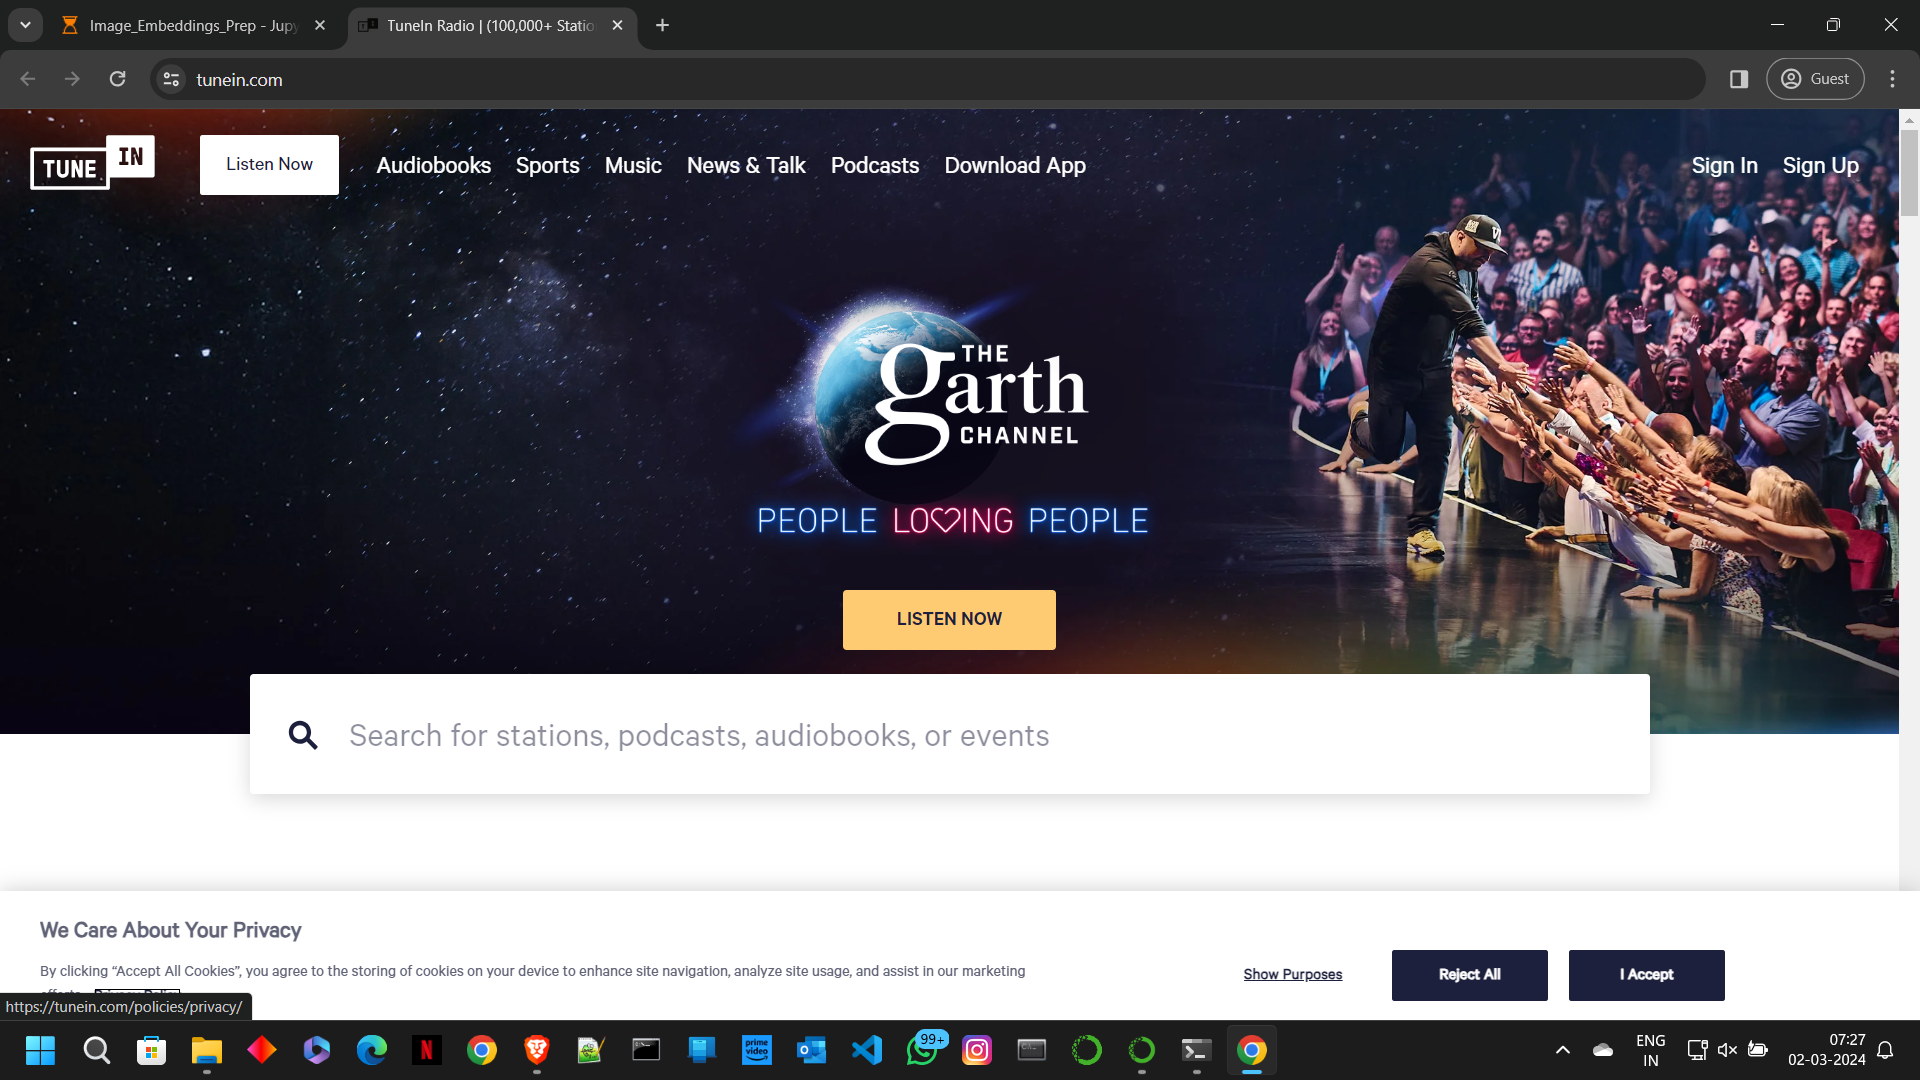 Image_Embeddings_Prep - Jupy
TuneIn Radio | (100,000+ Statio
tunein.com
Guest
TUNE IN
Listen Now
Audiobooks
Sports
Music
News & Talk
Podcasts
Download App
Sign In
Sign Up
THE
garth
CHANNEL
PEOPLE LOVING PEOPLE
LISTEN NOW
Search for stations, podcasts, audiobooks, or events
We Care About Your Privacy
By clicking “Accept All Cookies”, you agree to the storing of cookies on your device to enhance site navigation, analyze site usage, and assist in our marketing
Show Purposes
Reject All
I Accept
https://tunein.com/policies/privacy/
prime
video
99+
ENG
IN
07:27
02-03-2024